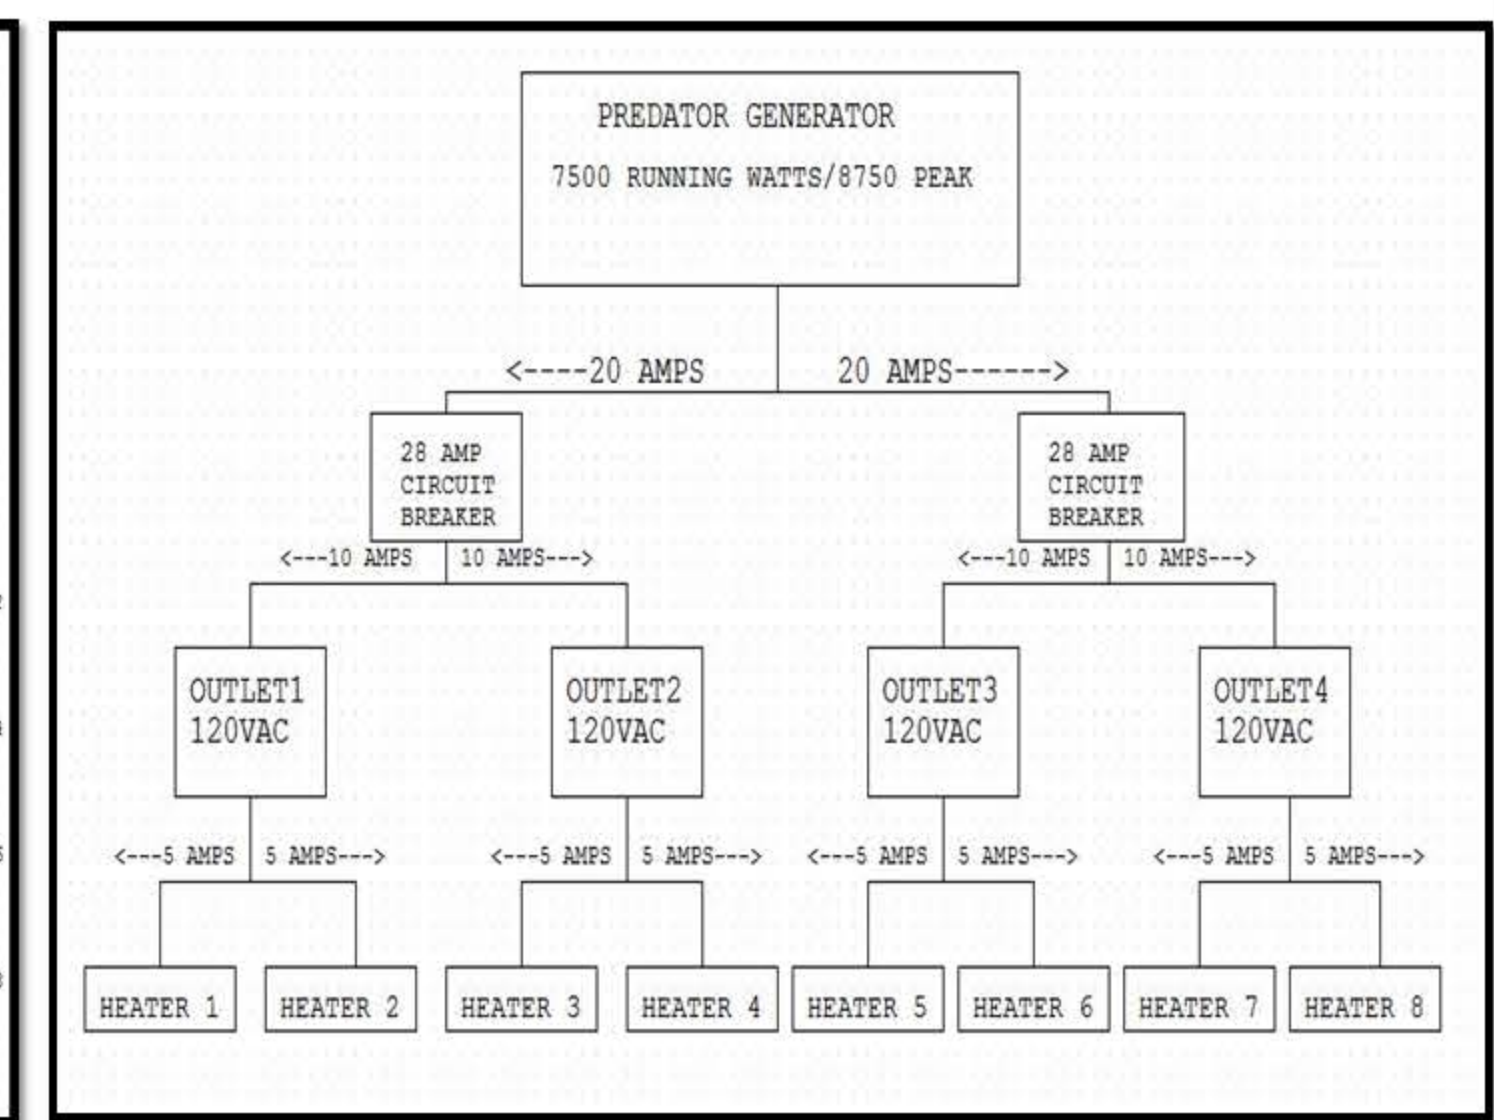 PREDATOR GENERATOR
7500 RUNNING WATTS/8750 PEAK
<----20 AMPS 20 AMPS------>
28 AMP
CIRCUIT
BREAKER
28 AMP
CIRCUIT
BREAKER
<---10 AMPS 10 AMPS--->
<---10 AMPS 10 AMPS--->
OUTLET1
120VAC
OUTLET2
120VAC
OUTLET3
120VAC
OUTLET4
120VAC
<---5 AMPS 5 AMPS--->
<---5 AMPS 5 AMPS--->
<---5 AMPS 5 AMPS--->
<---5 AMPS 5 AMPS--->
HEATER 1
HEATER 2
HEATER 3
HEATER 4
HEATER 5
HEATER 6
HEATER 7
HEATER 8